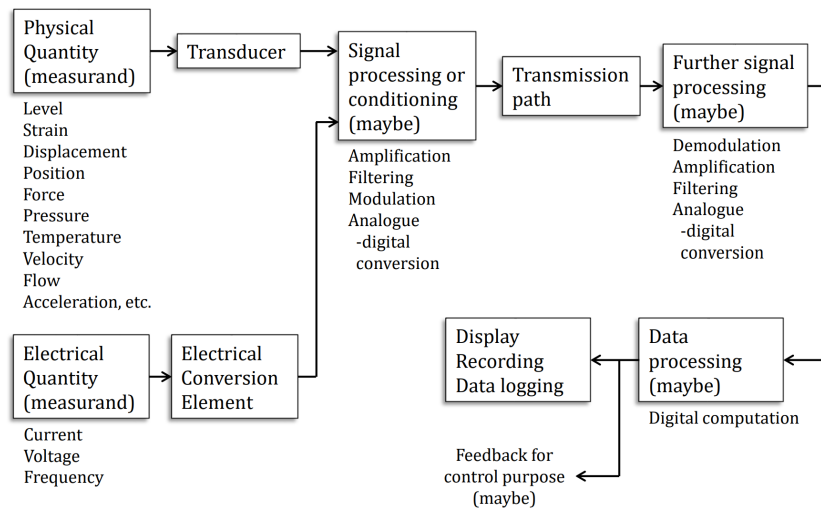 Physical
Quantity
(measurand)
Level
Strain
Displacement
Position
Force
Pressure
Temperature
Velocity
Flow
Acceleration, etc.
Transducer
Signal
processing or
conditioning
(maybe)
Amplification
Filtering
Modulation
Analogue
-digital
conversion
Transmission
path
Further signal
processing
(maybe)
Demodulation
Amplification
Filtering
Analogue
-digital
conversion
Electrical
Quantity
(measurand)
Current
Voltage
Frequency
Electrical
Conversion
Element
Display
Recording
Data logging
Data
processing
(maybe)
Digital computation
Feedback for
control purpose
(maybe)